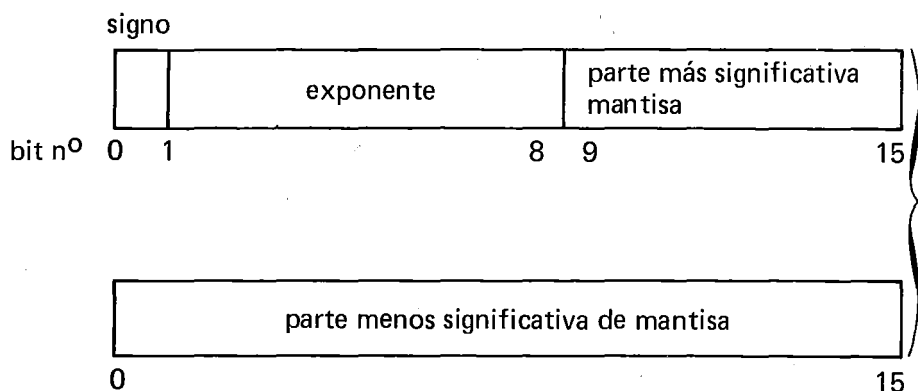 signo
exponente
parte más significativa
mantisa
bit nº 0 1 8 9 15
parte menos significativa de mantisa
0 15